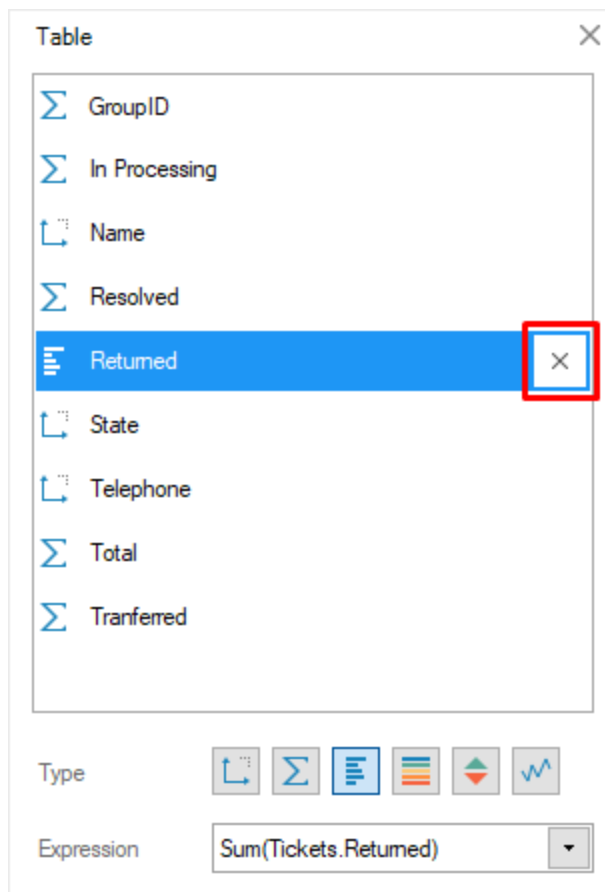 Table
GroupID
In Processing
Name
Resolved
Returned
State
Telephone
Total
Tranferred
Type
Expression Sum(Tickets.Returned)